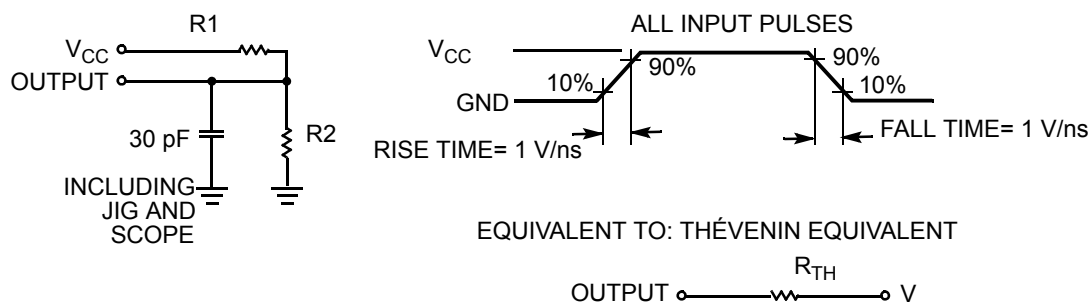 R1
VCC
OUTPUT
30 pF
R2
INCLUDING
JIG AND
SCOPE
ALL INPUT PULSES
VCC
GND
10%
90%
90%
10%
RISE TIME= 1 V/ns
FALL TIME= 1 V/ns
EQUIVALENT TO: THÉVENIN EQUIVALENT
RTH
OUTPUT
V